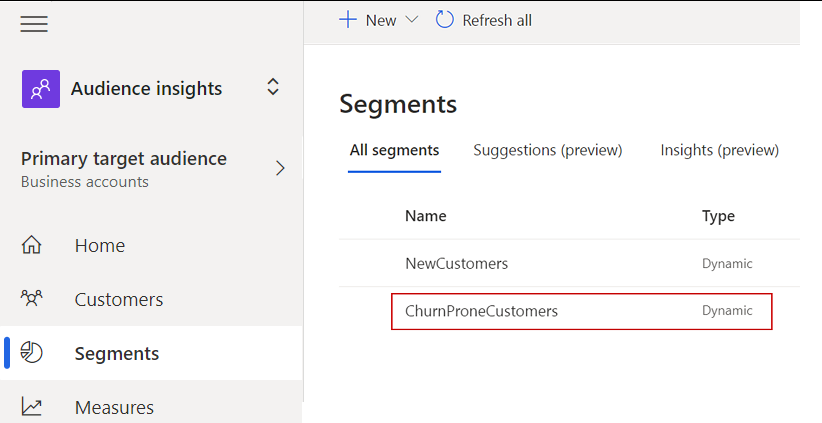 New
Refresh all
Audience insights
Primary target audience
Business accounts
Home
Customers
Segments
Measures
Segments
All segments
Suggestions (preview)
Insights (preview)
Name
Type
NewCustomers
Dynamic
ChurnProneCustomers
Dynamic